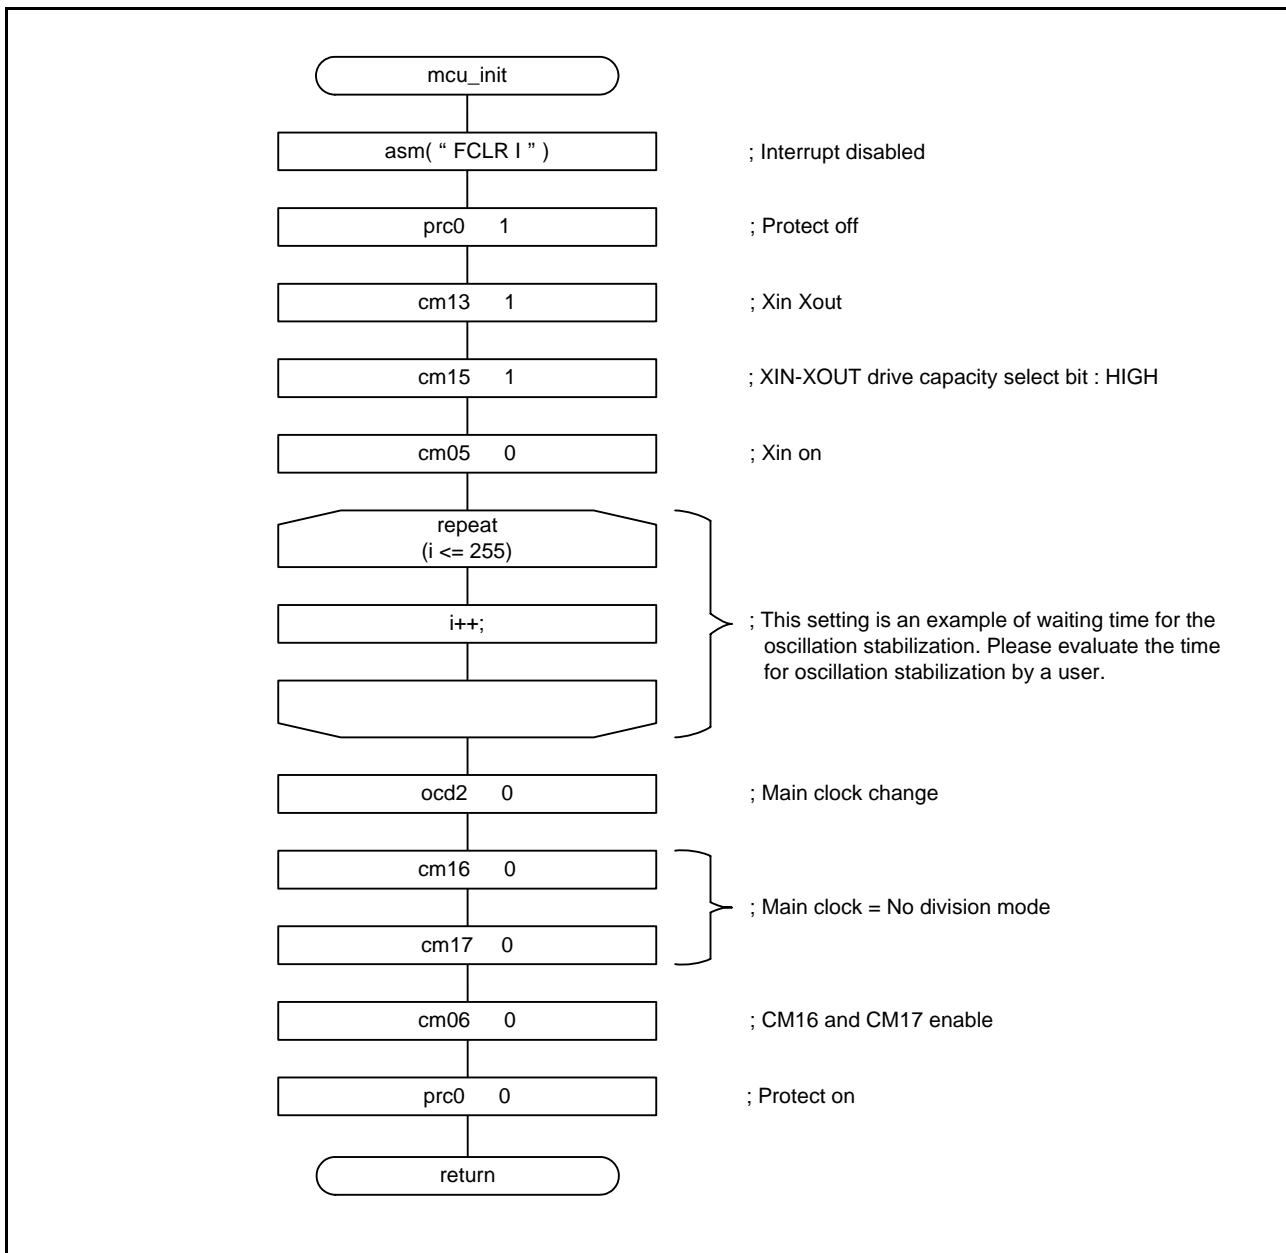 mcu_init
asm( “ FCLR I ” )
; Interrupt disabled
prc0 1
; Protect off
cm13 1
; Xin Xout
cm15 1
; XIN-XOUT drive capacity select bit : HIGH
cm05 0
; Xin on
repeat
(i <= 255)
i++;
; This setting is an example of waiting time for the
oscillation stabilization. Please evaluate the time
for oscillation stabilization by a user.
ocd2 0
; Main clock change
cm16 0
cm17 0
; Main clock = No division mode
cm06 0
; CM16 and CM17 enable
prc0 0
; Protect on
return